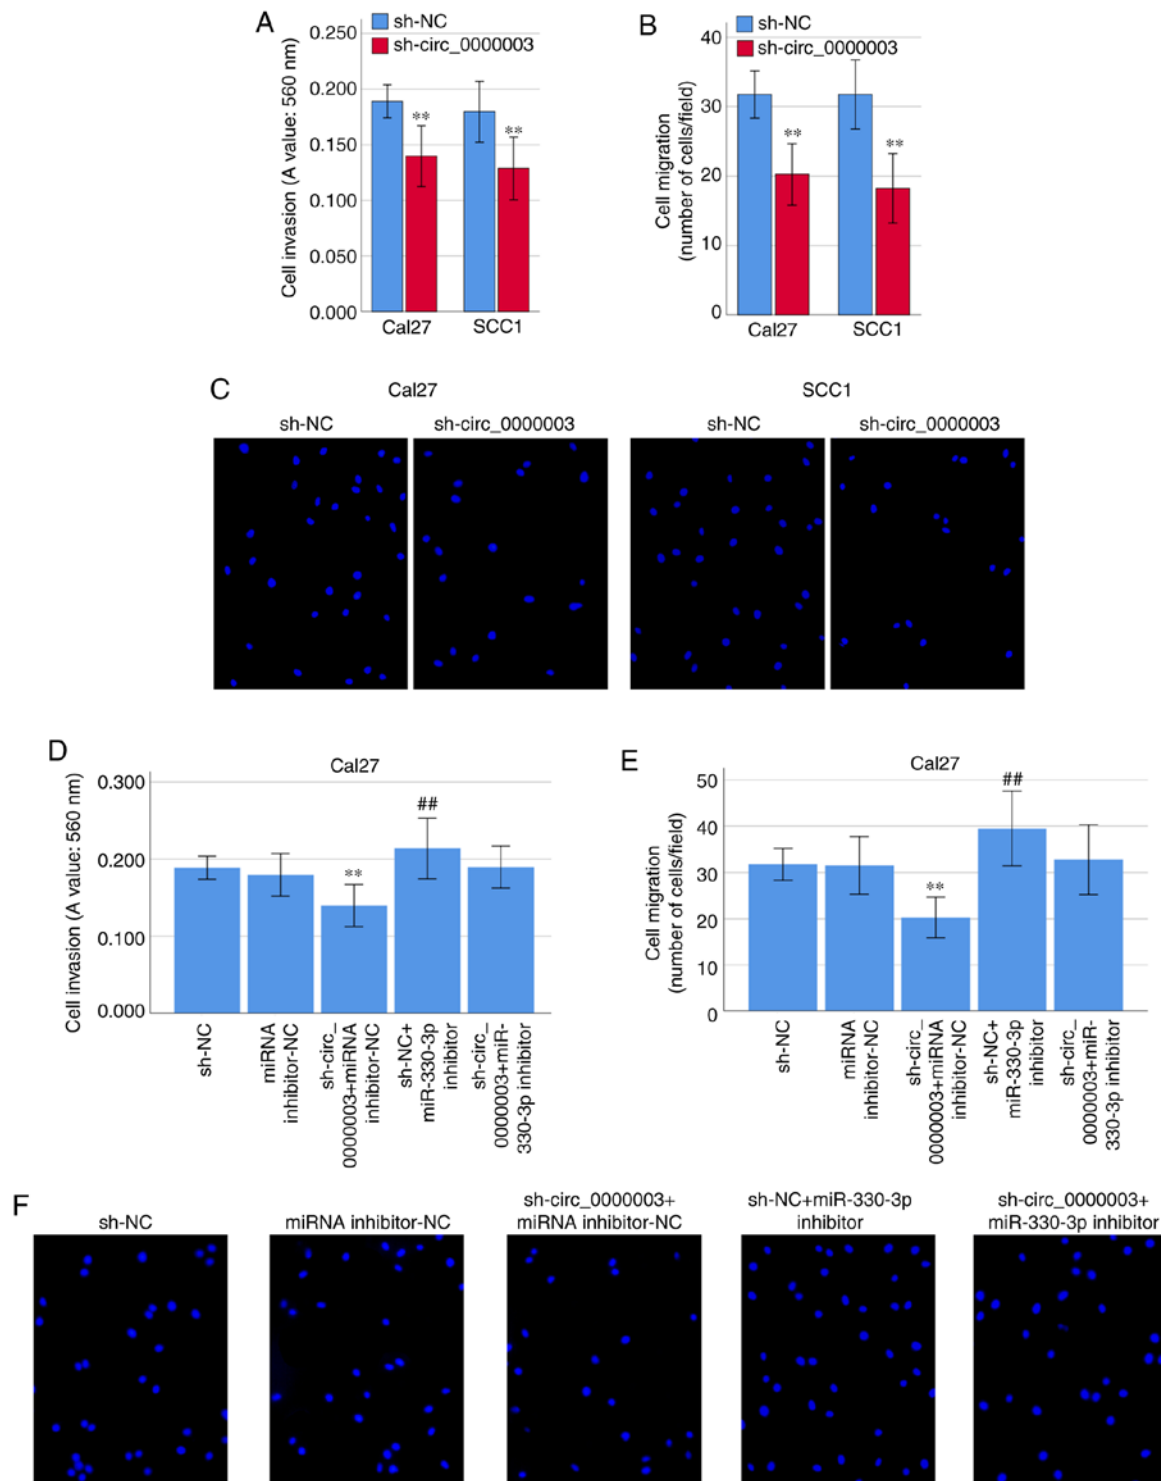 A
sh-NC
sh-circ_0000003
Cell invasion (A value: 560 nm)
0.250
0.200
0.150
0.100
0.050
0.000
**
**
Cal27
SCC1
B
sh-NC
sh-circ_0000003
Cell migration
(number of cells/field)
40
30
20
10
0
**
**
Cal27
SCC1
C
Cal27
SCC1
sh-NC
sh-circ_0000003
sh-NC
sh-circ_0000003
D
Cal27
Cell invasion (A value: 560 nm)
0.300
0.200
0.100
0.000
**
##
sh-NC
miRNA
inhibitor-NC
sh-circ_
0000003+miRNA
inhibitor-NC
sh-NC+
miR-330-3p
inhibitor
sh-circ_
0000003+miR-
330-3p inhibitor
E
Cal27
Cell migration
(number of cells/field)
50
40
30
20
10
0
**
##
sh-NC
miRNA
inhibitor-NC
sh-circ_
0000003+miRNA
inhibitor-NC
sh-NC+
miR-330-3p
inhibitor
sh-circ_
0000003+miR-
330-3p inhibitor
F
sh-NC
miRNA inhibitor-NC
sh-circ_0000003+
miRNA inhibitor-NC
sh-NC+miR-330-3p
inhibitor
sh-circ_0000003+
miR-330-3p inhibitor